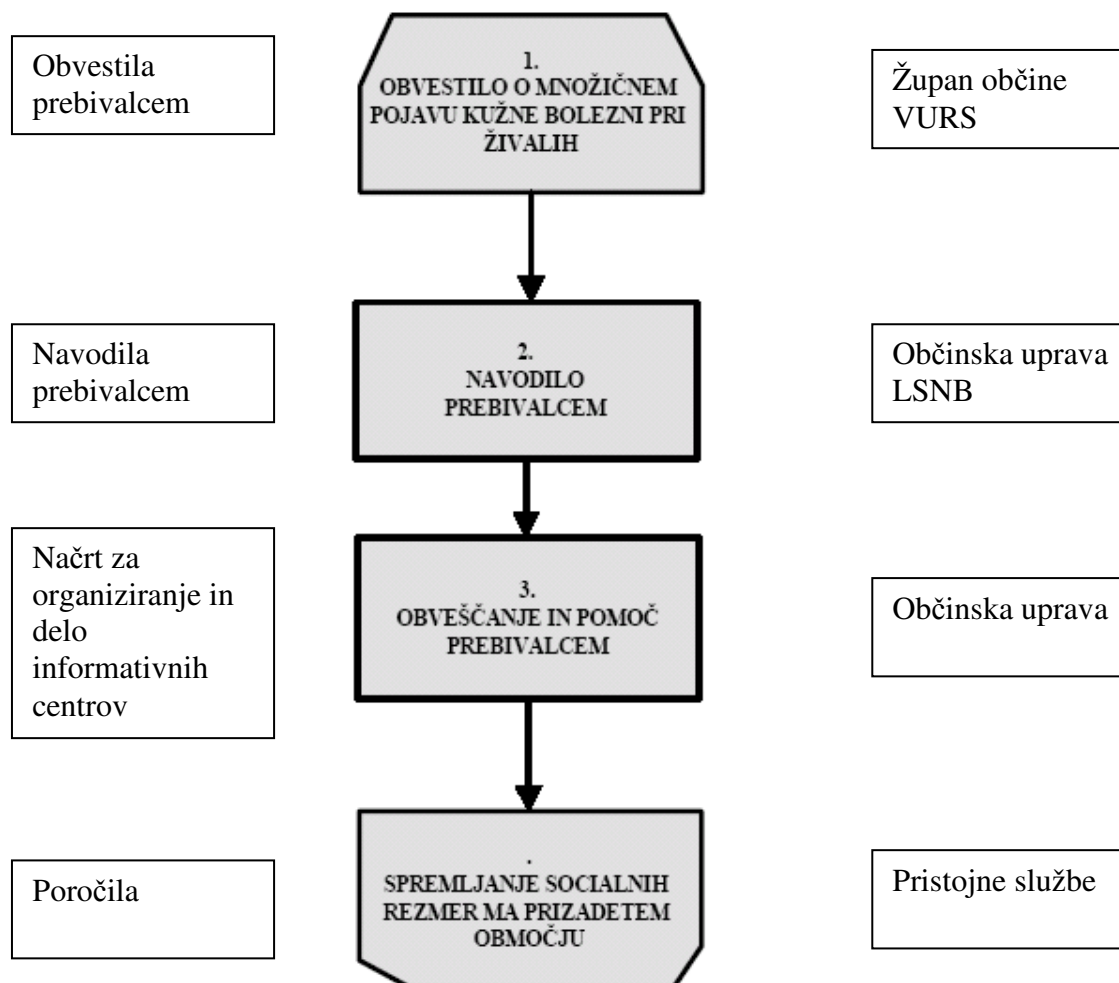 Obvestila
prebivalcem
1.
OBVESTILO O MNOŽIČNEM
POJAVU KUŽNE BOLEZNI PRI
ŽIVALIH
Župan občine
VURS
Navodila
prebivalcem
2.
NAVODILO
PREBIVALCEM
Občinska uprava
LSNB
Načrt za
organiziranje in
delo
informativnih
centrov
3.
OBVEŠČANJE IN POMOČ
PREBIVALCEM
Občinska uprava
Poročila
.
SPREMLJANJE SOCIALNIH
REZMER MA PRIZADETEM
OBMOČJU
Pristojne službe